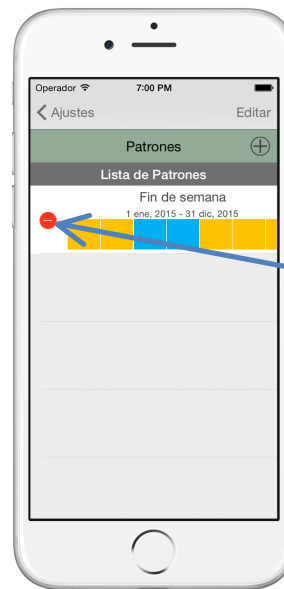 Operador 7:00 PM
Ajustes Editar
Patrones
Lista de Patrones
Fin de semana
1 ene, 2015 - 31 dic, 2015